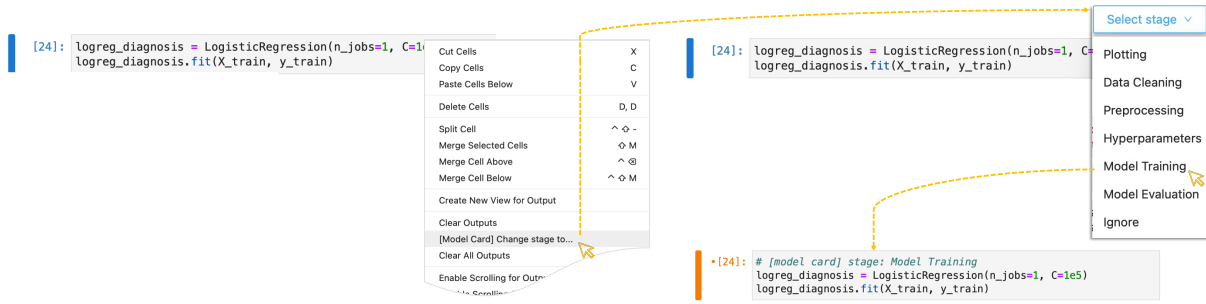 [24]: logreg_diagnosis = LogisticRegression(n_jobs=1, C=1e
logreg_diagnosis.fit(X_train, y_train)
Cut Cells X
Copy Cells C
Paste Cells Below V
Delete Cells D, D
Split Cell ^ ⇧ -
Merge Selected Cells ⇧ M
Merge Cell Above ^ ⌫
Merge Cell Below ^ ⇧ M
Create New View for Output
Clear Outputs
[Model Card] Change stage to...
Clear All Outputs
Enable Scrolling for Outp
Scrolling
[24]: logreg_diagnosis = LogisticRegression(n_jobs=1, C=
logreg_diagnosis.fit(X_train, y_train)
Select stage
Plotting
Data Cleaning
Preprocessing
Hyperparameters
Model Training
Model Evaluation
Ignore
•[24]: # [model card] stage: Model Training
logreg_diagnosis = LogisticRegression(n_jobs=1, C=1e5)
logreg_diagnosis.fit(X_train, y_train)